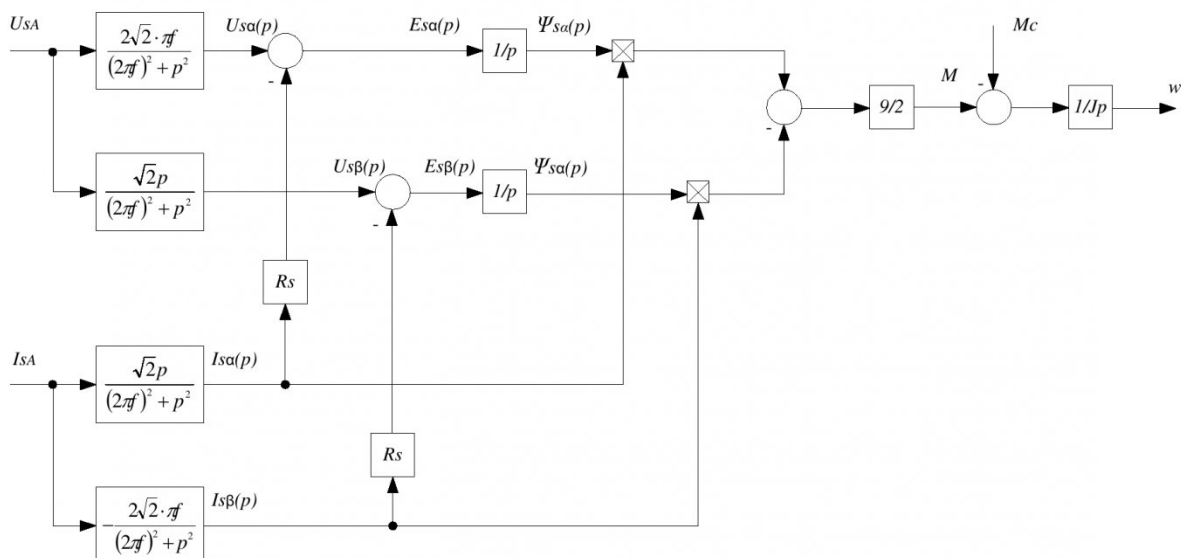 UsA
2√2·πf
(2πf)²+p²
Usα(p)
-
Esα(p)
1/p
Ψsα(p)
Mc
-
M
9/2
-
1/Jp
w
√2p
(2πf)²+p²
Usβ(p)
-
Esβ(p)
1/p
Ψsα(p)
Rs
IsA
√2p
(2πf)²+p²
Isα(p)
Rs
-2√2·πf
(2πf)²+p²
Isβ(p)